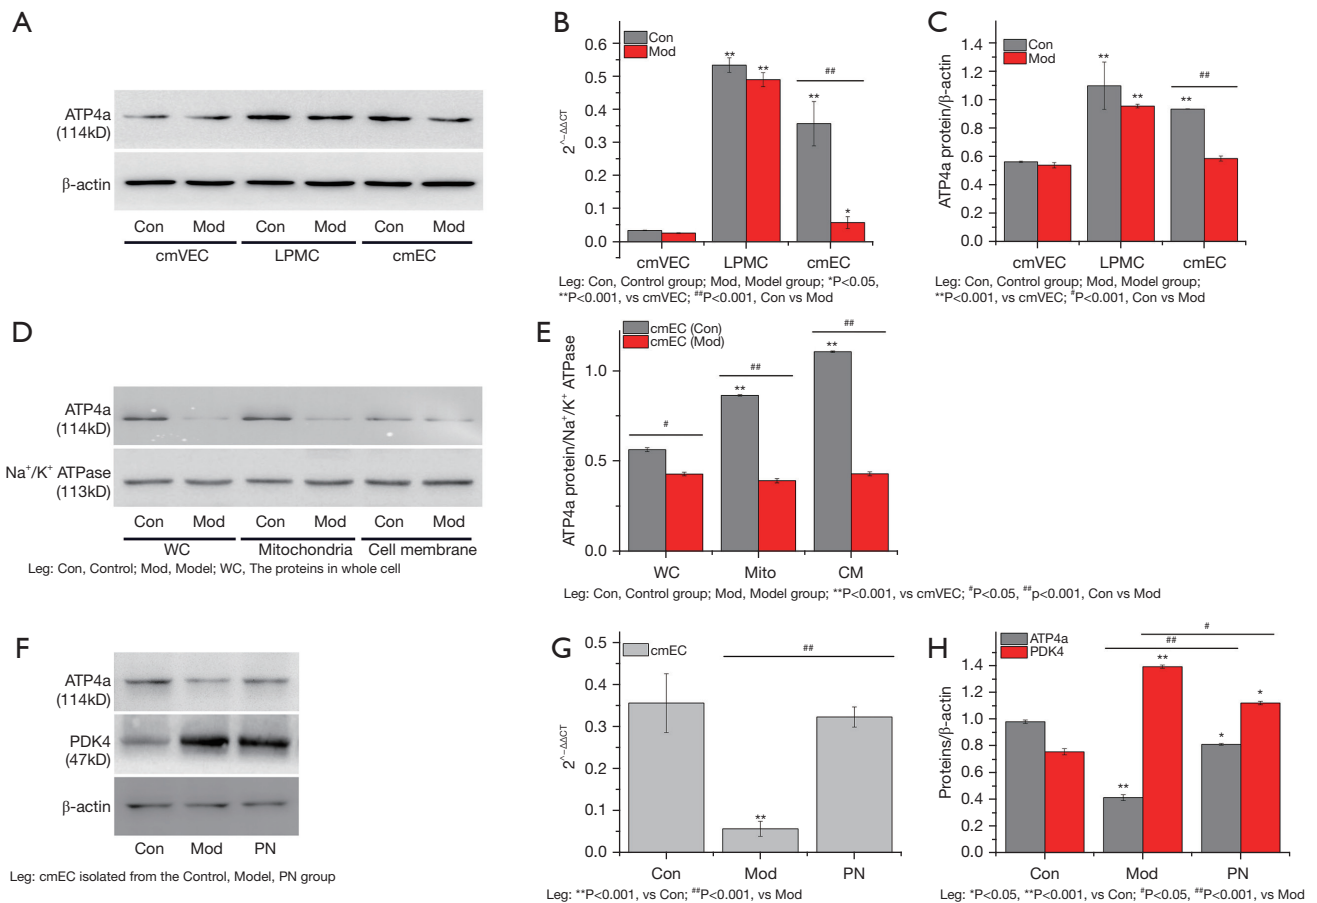 A
ATP4a
(114kD)
β-actin
Con Mod Con Mod Con Mod
cmVEC LPMC cmEC
B
Con
Mod
2^-ΔΔCT
0.6
0.5
0.4
0.3
0.2
0.1
0.0
** ** ** ## *
cmVEC LPMC cmEC
Leg: Con, Control group; Mod, Model group; *P<0.05,
**P<0.001, vs cmVEC; ##P<0.001, Con vs Mod
C
Con
Mod
ATP4a protein/β-actin
1.4
1.2
1.0
0.8
0.6
0.4
0.2
0.0
** ** ** ##
cmVEC LPMC cmEC
Leg: Con, Control group; Mod, Model group;
**P<0.001, vs cmVEC; #P<0.001, Con vs Mod
D
ATP4a
(114kD)
Na+/K+ ATPase
(113kD)
Con Mod Con Mod Con Mod
WC Mitochondria Cell membrane
Leg: Con, Control; Mod, Model; WC, The proteins in whole cell
E
cmEC (Con)
cmEC (Mod)
ATP4a protein/Na+/K+ ATPase
1.0
0.5
0.0
# ** ## ** ##
WC Mito CM
Leg: Con, Control group; Mod, Model group; **P<0.001, vs cmVEC; #P<0.05, ##p<0.001, Con vs Mod
F
ATP4a
(114kD)
PDK4
(47kD)
β-actin
Con Mod PN
Leg: cmEC isolated from the Control, Model, PN group
G
cmEC
2^-ΔΔCT
0.5
0.4
0.3
0.2
0.1
0.0
** ##
Con Mod PN
Leg: **P<0.001, vs Con; ##P<0.001, vs Mod
H
ATP4a
PDK4
Proteins/β-actin
1.4
1.2
1.0
0.8
0.6
0.4
0.2
0.0
** ** * * ## #
Con Mod PN
Leg: *P<0.05, **P<0.001, vs Con; #P<0.05, ##P<0.001, vs Mod